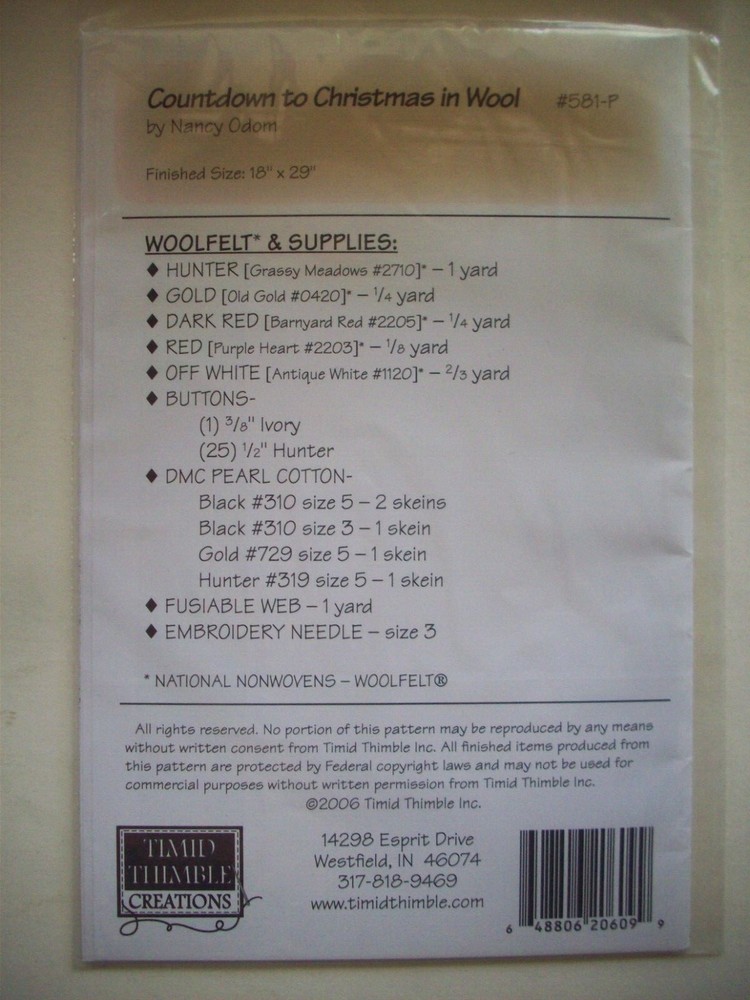 Countdown to Christmas in Wool #581-P
by Nancy Odom
Finished Size: 18" x 29"
WOOLFELT* & SUPPLIES:
♦ HUNTER [Grassy Meadows #2710]* – 1 yard
♦ GOLD [Old Gold #0420]* – 1/4 yard
♦ DARK RED [Barnyard Red #2205]* – 1/4 yard
♦ RED [Purple Heart #2203]* – 1/8 yard
♦ OFF WHITE [Antique White #1120]* – 2/3 yard
♦ BUTTONS-
(1) 3/8" Ivory
(25) 1/2" Hunter
♦ DMC PEARL COTTON-
Black #310 size 5 – 2 skeins
Black #310 size 3 – 1 skein
Gold #729 size 5 – 1 skein
Hunter #319 size 5 – 1 skein
♦ FUSIABLE WEB – 1 yard
♦ EMBROIDERY NEEDLE – size 3
* NATIONAL NONWOVENS – WOOLFELT®
All rights reserved. No portion of this pattern may be reproduced by any means
without written consent from Timid Thimble Inc. All finished items produced from
this pattern are protected by Federal copyright laws and may not be used for
commercial purposes without written permission from Timid Thimble Inc.
©2006 Timid Thimble Inc.
TIMID
THIMBLE
CREATIONS
14298 Esprit Drive
Westfield, IN 46074
317-818-9469
www.timidthimble.com
6 48806 20609 9